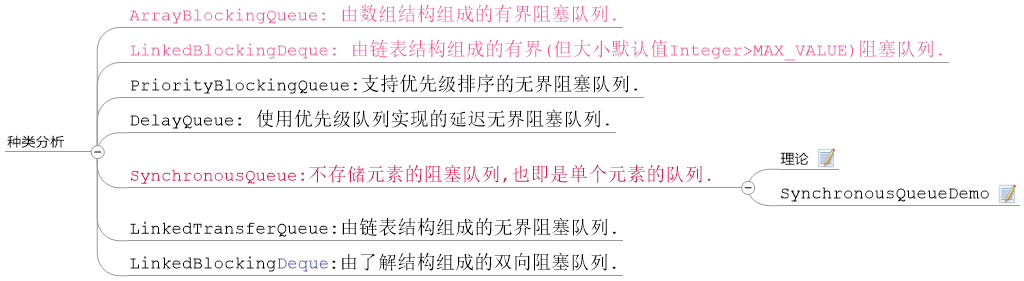 ArrayBlockingQueue: 由数组结构组成的有界阻塞队列.
LinkedBlockingDeque: 由链表结构组成的有界(但大小默认值Integer>MAX_VALUE)阻塞队列.
PriorityBlockingQueue:支持优先级排序的无界阻塞队列.
DelayQueue: 使用优先级队列实现的延迟无界阻塞队列.
种类分析
SynchronousQueue:不存储元素的阻塞队列,也即是单个元素的队列.
理论
SynchronousQueueDemo
LinkedTransferQueue:由链表结构组成的无界阻塞队列.
LinkedBlockingDeque:由了解结构组成的双向阻塞队列.